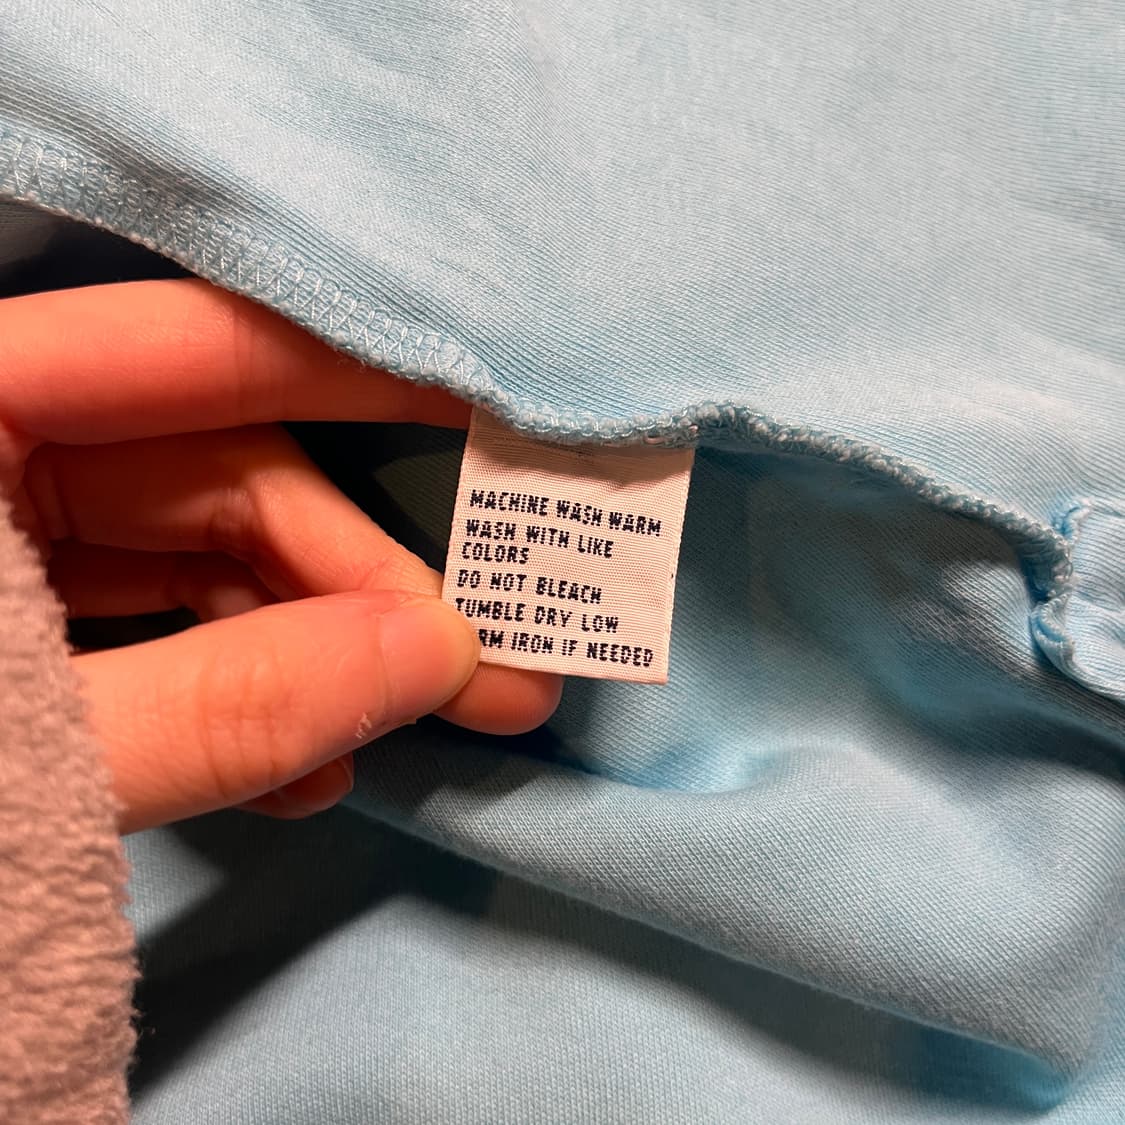 MACHINE WASH WARM
WASH WITH LIKE
COLORS
DO NOT BLEACH
TUMBLE DRY LOW
IRON IF NEEDED